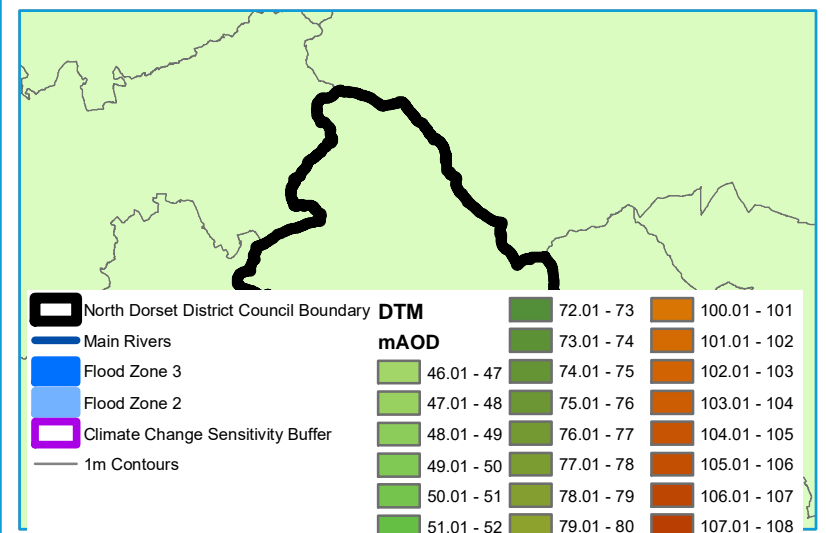 North Dorset District Council Boundary
Main Rivers
Flood Zone 3
Flood Zone 2
Climate Change Sensitivity Buffer
1m Contours
DTM
mAOD
46.01 - 47
47.01 - 48
48.01 - 49
49.01 - 50
50.01 - 51
51.01 - 52
72.01 - 73
73.01 - 74
74.01 - 75
75.01 - 76
76.01 - 77
77.01 - 78
78.01 - 79
79.01 - 80
100.01 - 101
101.01 - 102
102.01 - 103
103.01 - 104
104.01 - 105
105.01 - 106
106.01 - 107
107.01 - 108